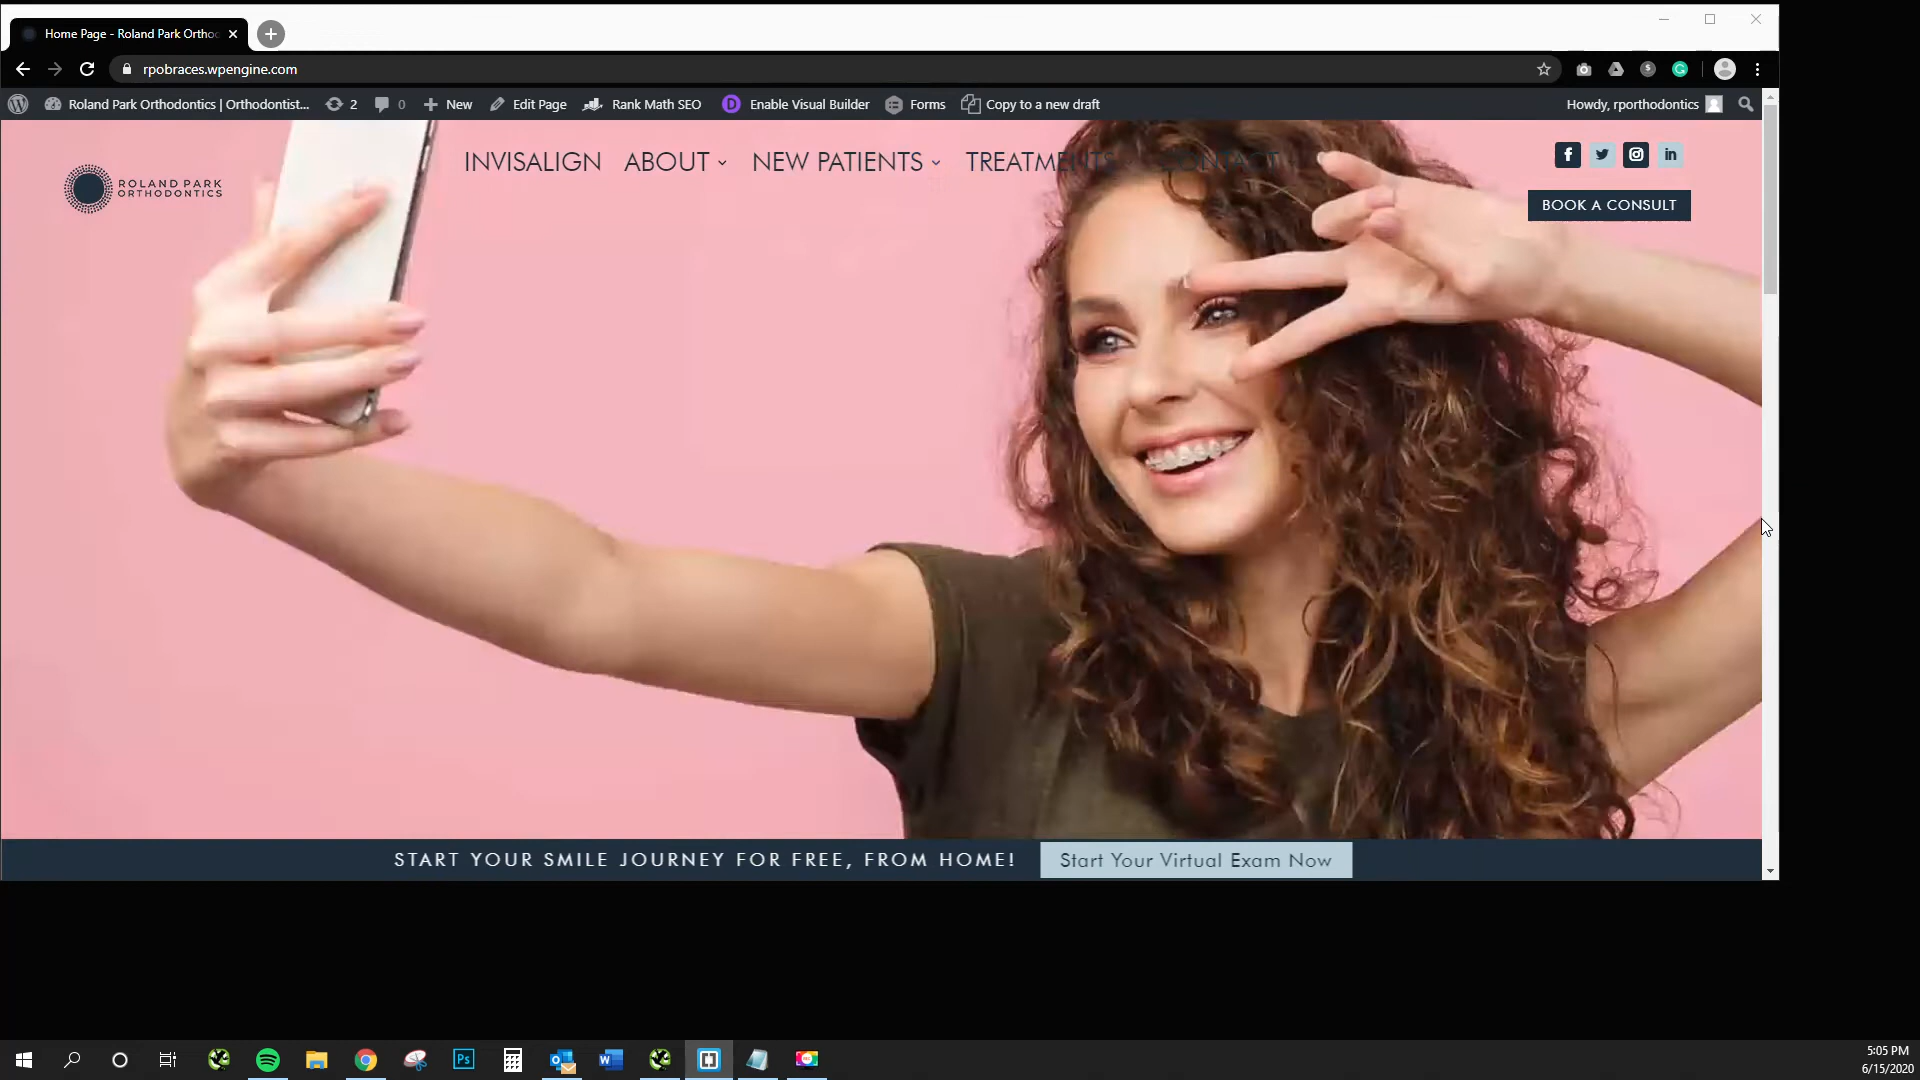 Home Page - Roland Park Orthod
rpobraces.wpengine.com
Roland Park Orthodontics | Orthodontist... 2 0 New Edit Page Rank Math SEO Enable Visual Builder Forms Copy to a new draft Howdy, rporthodontics
ROLAND PARK
ORTHODONTICS
INVISALIGN ABOUT NEW PATIENTS TREATMENTS CONTACT
BOOK A CONSULT
START YOUR SMILE JOURNEY FOR FREE, FROM HOME! Start Your Virtual Exam Now
5:05 PM
6/15/2020